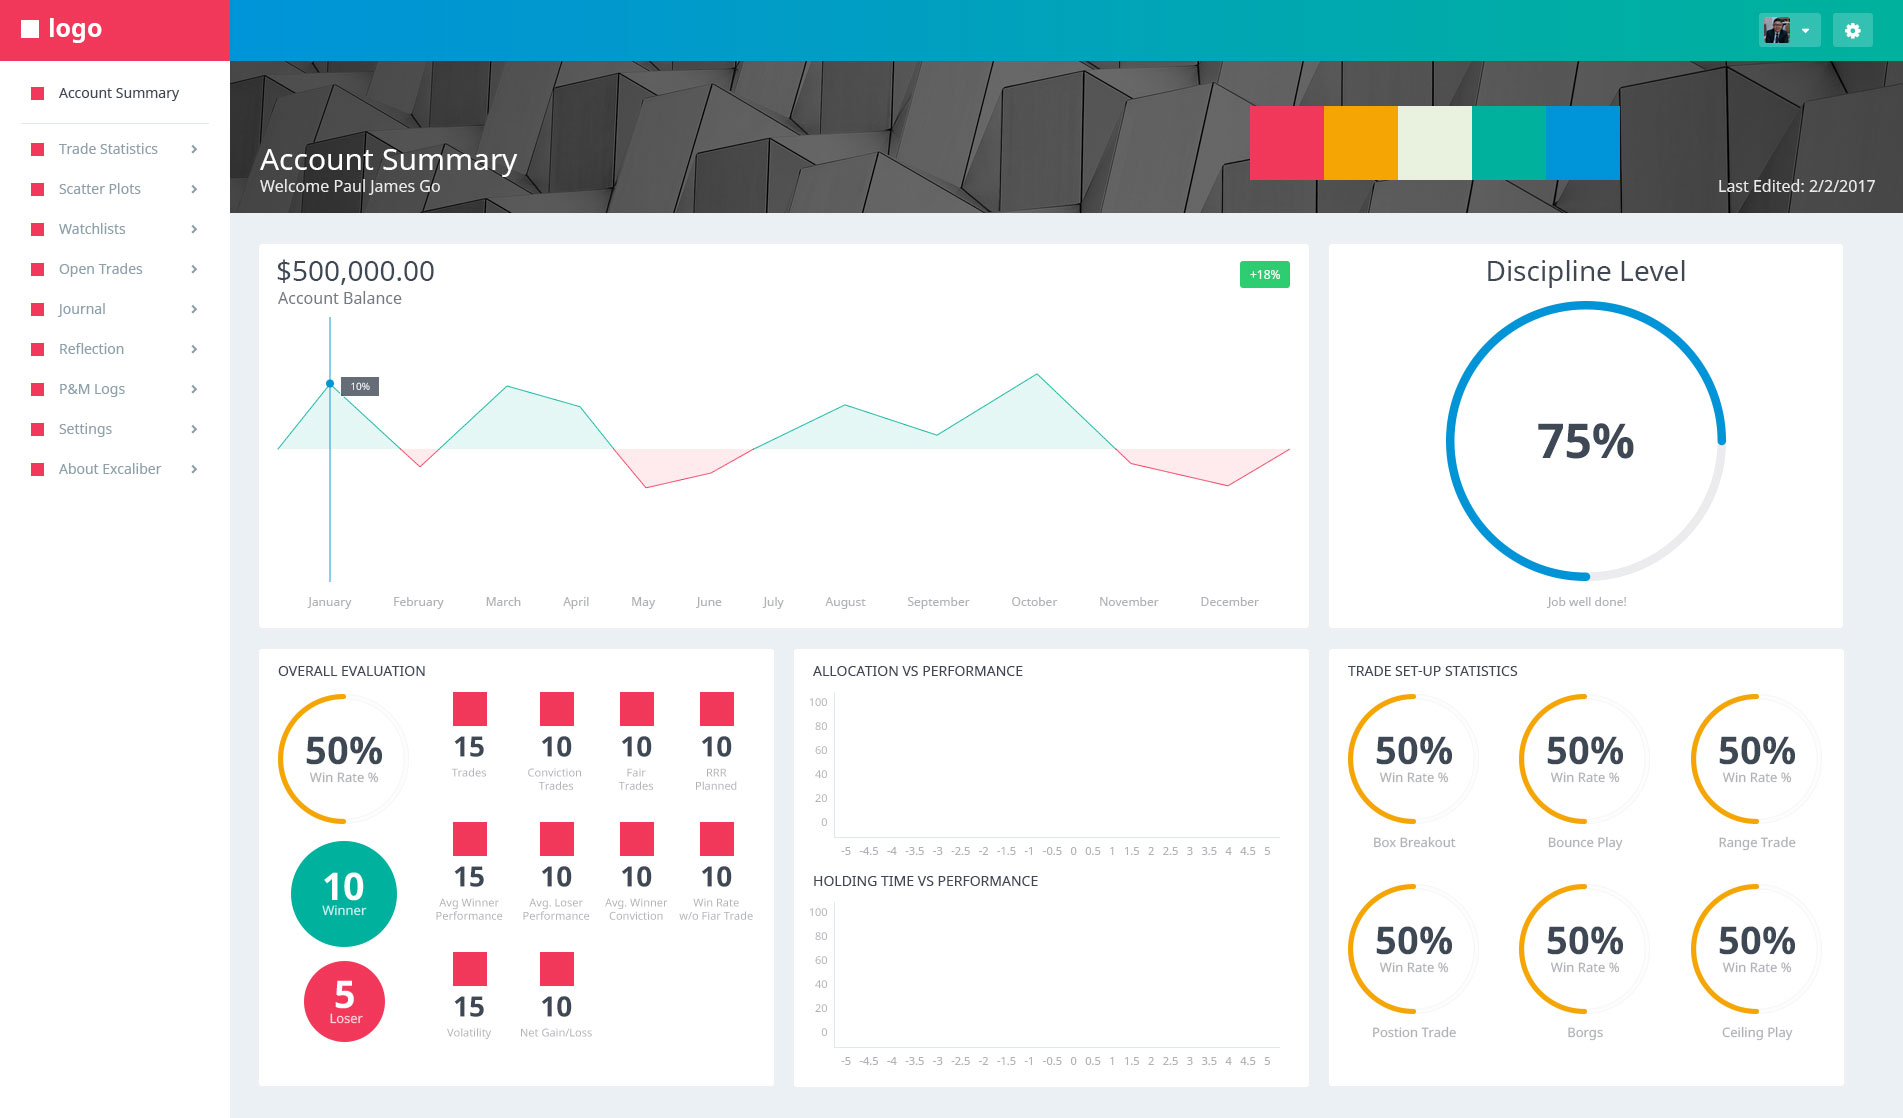 logo
Account Summary
Trade Statistics
Scatter Plots
Watchlists
Open Trades
Journal
Reflection
P&M Logs
Settings
About Excaliber
Account Summary
Welcome Paul James Go
Last Edited: 2/2/2017
$500,000.00
Account Balance
+18%
10%
January February March April May June July August September October November December
Discipline Level
75%
Job well done!
OVERALL EVALUATION
50%
Win Rate %
10
Winner
5
Loser
15
Trades
10
Conviction
Trades
10
Fair
Trades
10
RRR
Planned
15
Avg Winner
Performance
10
Avg. Loser
Performance
10
Avg. Winner
Conviction
10
Win Rate
w/o Fiar Trade
15
Volatility
10
Net Gain/Loss
ALLOCATION VS PERFORMANCE
100
80
60
40
20
0
-5 -4.5 -4 -3.5 -3 -2.5 -2 -1.5 -1 -0.5 0 0.5 1 1.5 2 2.5 3 3.5 4 4.5 5
HOLDING TIME VS PERFORMANCE
100
80
60
40
20
0
-5 -4.5 -4 -3.5 -3 -2.5 -2 -1.5 -1 -0.5 0 0.5 1 1.5 2 2.5 3 3.5 4 4.5 5
TRADE SET-UP STATISTICS
50%
Win Rate %
Box Breakout
50%
Win Rate %
Bounce Play
50%
Win Rate %
Range Trade
50%
Win Rate %
Postion Trade
50%
Win Rate %
Borgs
50%
Win Rate %
Ceiling Play